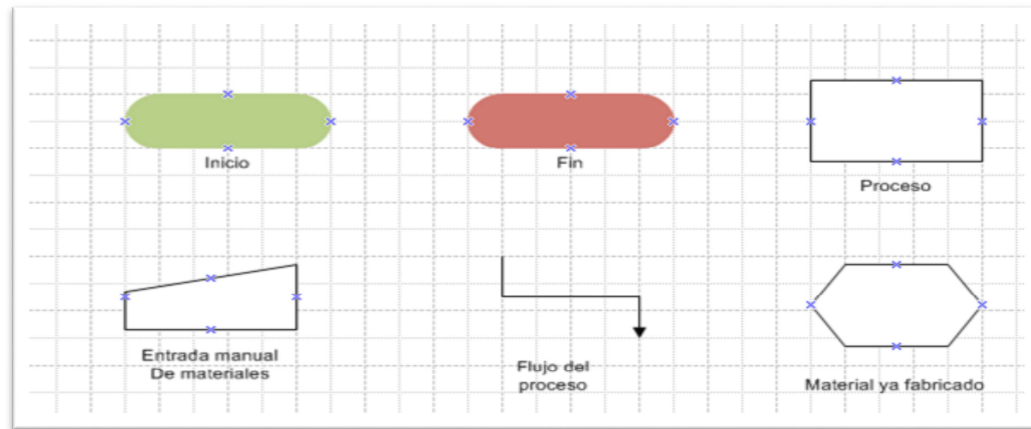 Inicio
Fin
Proceso
Entrada manual
De materiales
Flujo del
proceso
Material ya fabricado